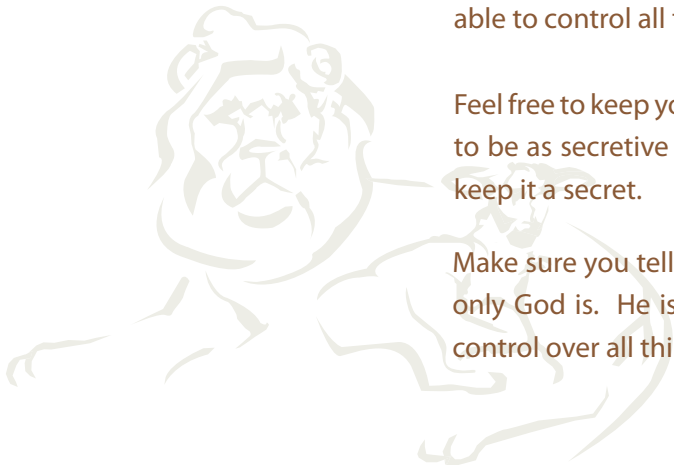 able to control all
Feel free to keep
to be as secretive
keep it a secret.
Make sure you tell
only God is. He is
control over all